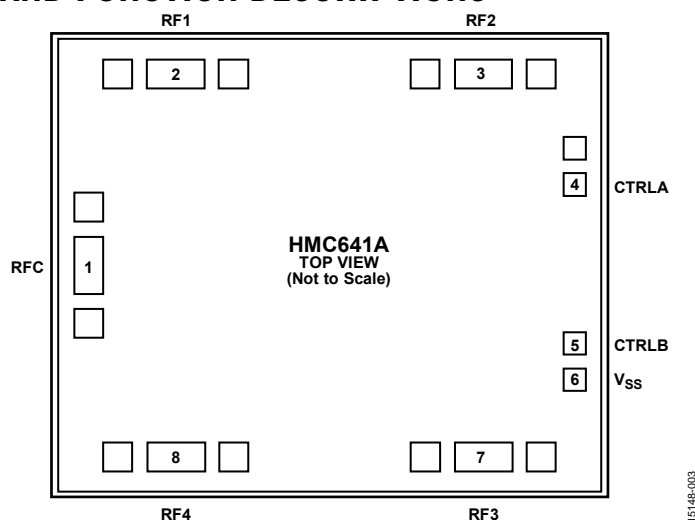 RF1 RF2
2 3
4 CTRLA
HMC641A
TOP VIEW
(Not to Scale)
RFC 1
5 CTRLB
6 VSS
8 7
RF4 RF3
15148-003